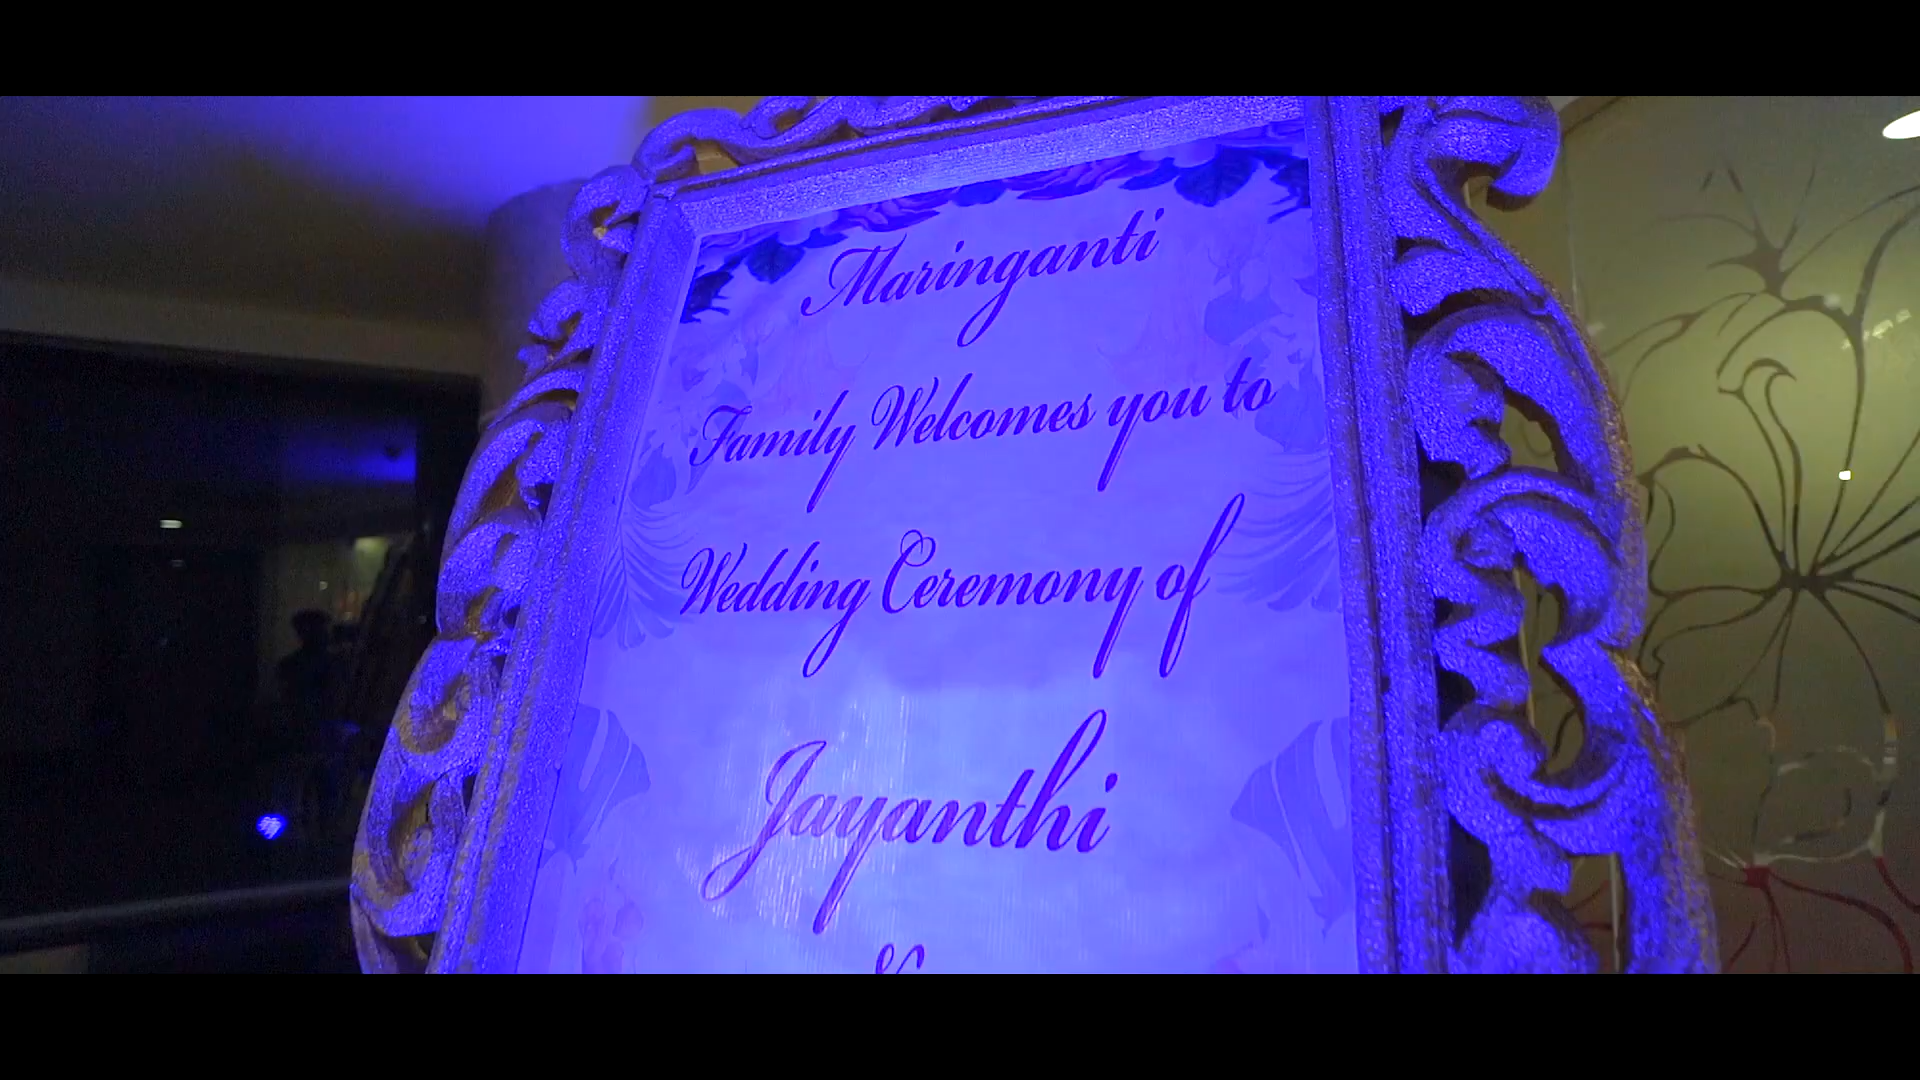 Maringanti
Family Welcomes you to
Wedding Ceremony of
Jayanthi
&